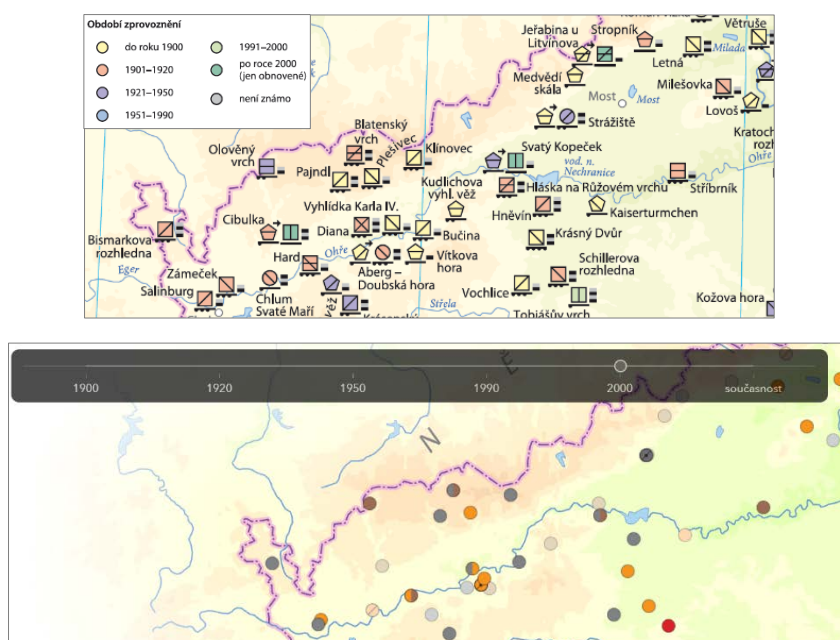 Období zprovoznění
do roku 1900
1901–1920
1921–1950
1951–1990
1991–2000
po roce 2000
(jen obnovené)
není známo
Jeřabina u
Litvínova
Stropník
Větruše
Letná
Milada
Medvědí
skála
Most
Most
Milešovka
Lovoš
Strážiště
Kratoch
Ohře
Blatenský
vrch
Plešivec
Klínovec
Olověný
vrch
Pajndl
Svatý Kopeček
vod. n.
Nechranice
Kudlichova
vyhl. věž
Hláska na Růžovém vrchu
Stříbrník
Hněvín
Kaiserturmchen
Vyhlídka Karla IV.
Cibulka
Diana
Bučina
Krásný Dvůr
Bismarkova
rozhledna
Ohře
Vítkova
hora
Hard
Aberg –
Doubská hora
Schillerova
rozhledna
Eger
Zámeček
Salinburg
Chlum
Svaté Maří
věž
Střela
Vochlice
Kožova hora
Tobiášův vrch
1900
1920
1950
1990
2000
současnost
N
E